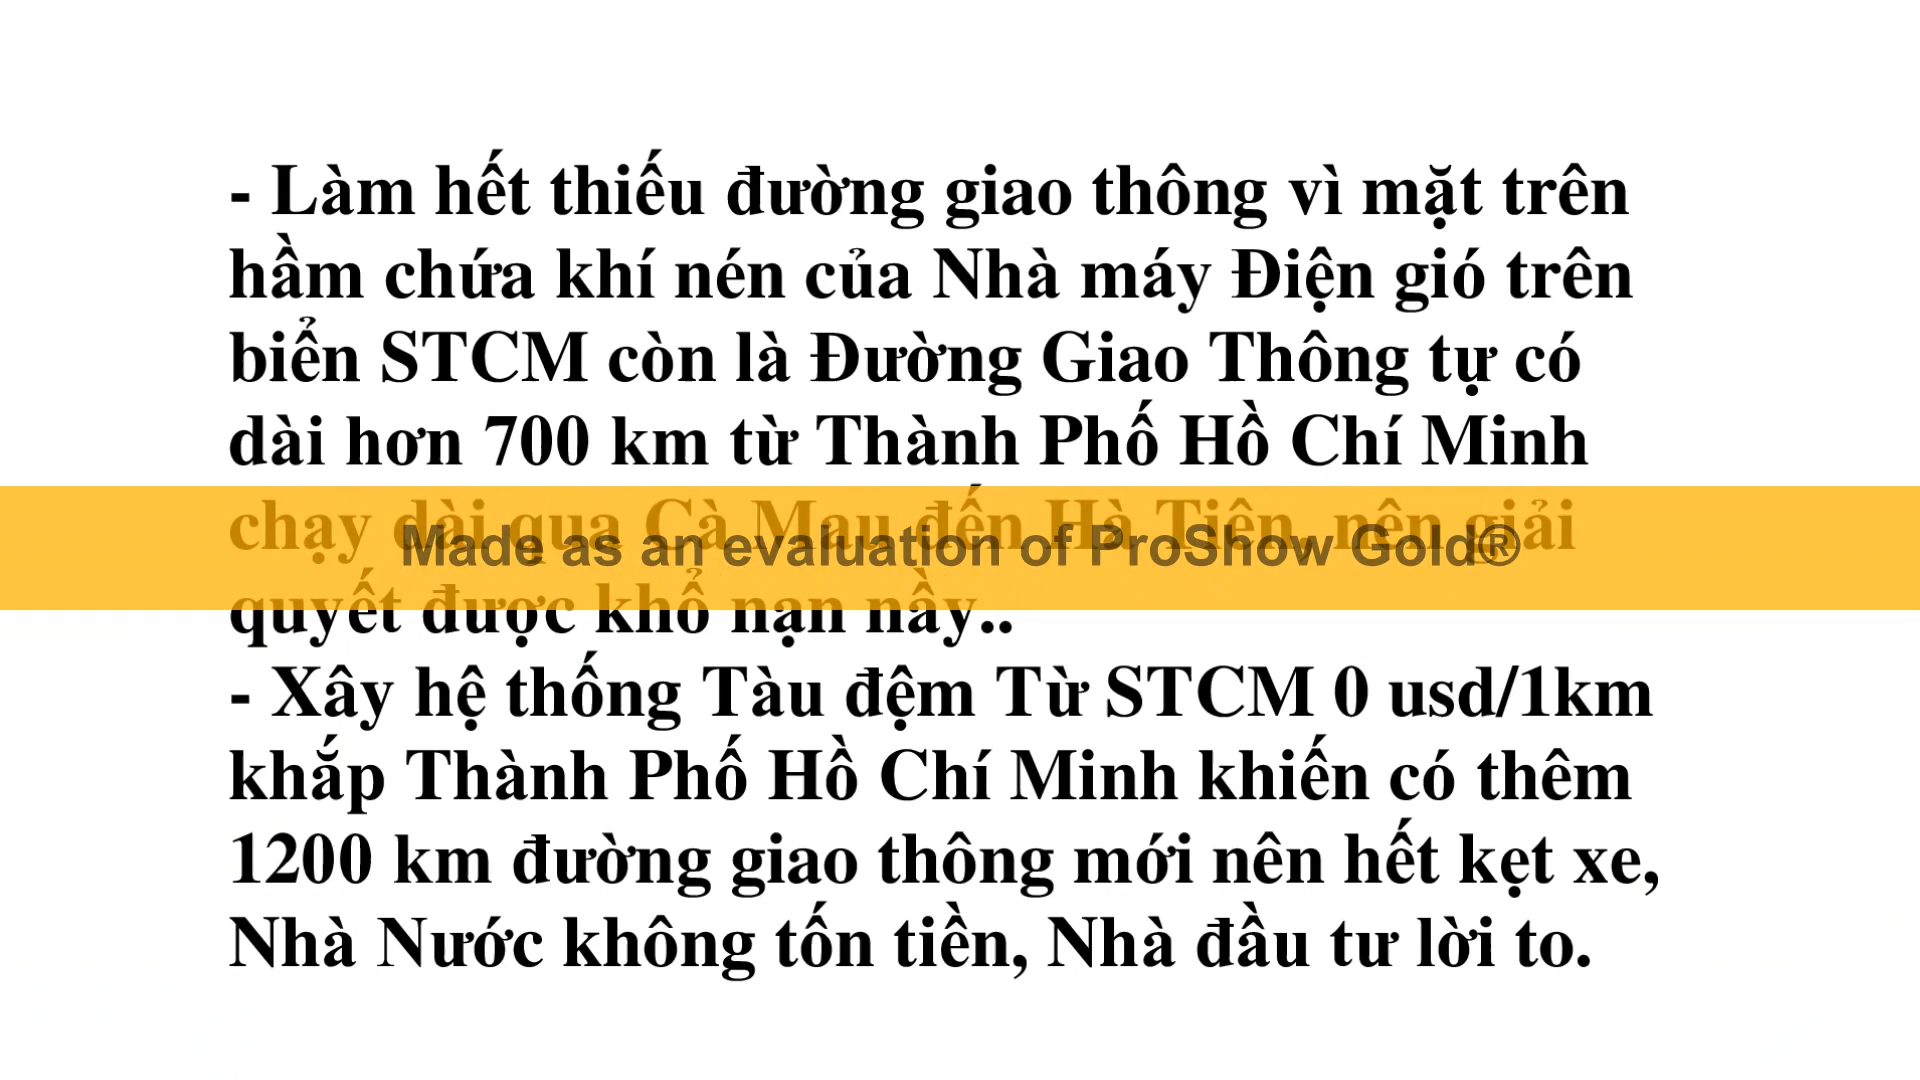 - Làm hết thiếu đường giao thông vì mặt trên
hầm chứa khí nén của Nhà máy Điện gió trên
biển STCM còn là Đường Giao Thông tự có
dài hơn 700 km từ Thành Phố Hồ Chí Minh
chạy dài qua Cà Mau đến Hà Tiên, nên giải
Made as an evaluation of ProShow Gold®
quyết được khổ nạn nầy..
- Xây hệ thống Tàu đệm Từ STCM 0 usd/1km
khắp Thành Phố Hồ Chí Minh khiến có thêm
1200 km đường giao thông mới nên hết kẹt xe,
Nhà Nước không tốn tiền, Nhà đầu tư lời to.